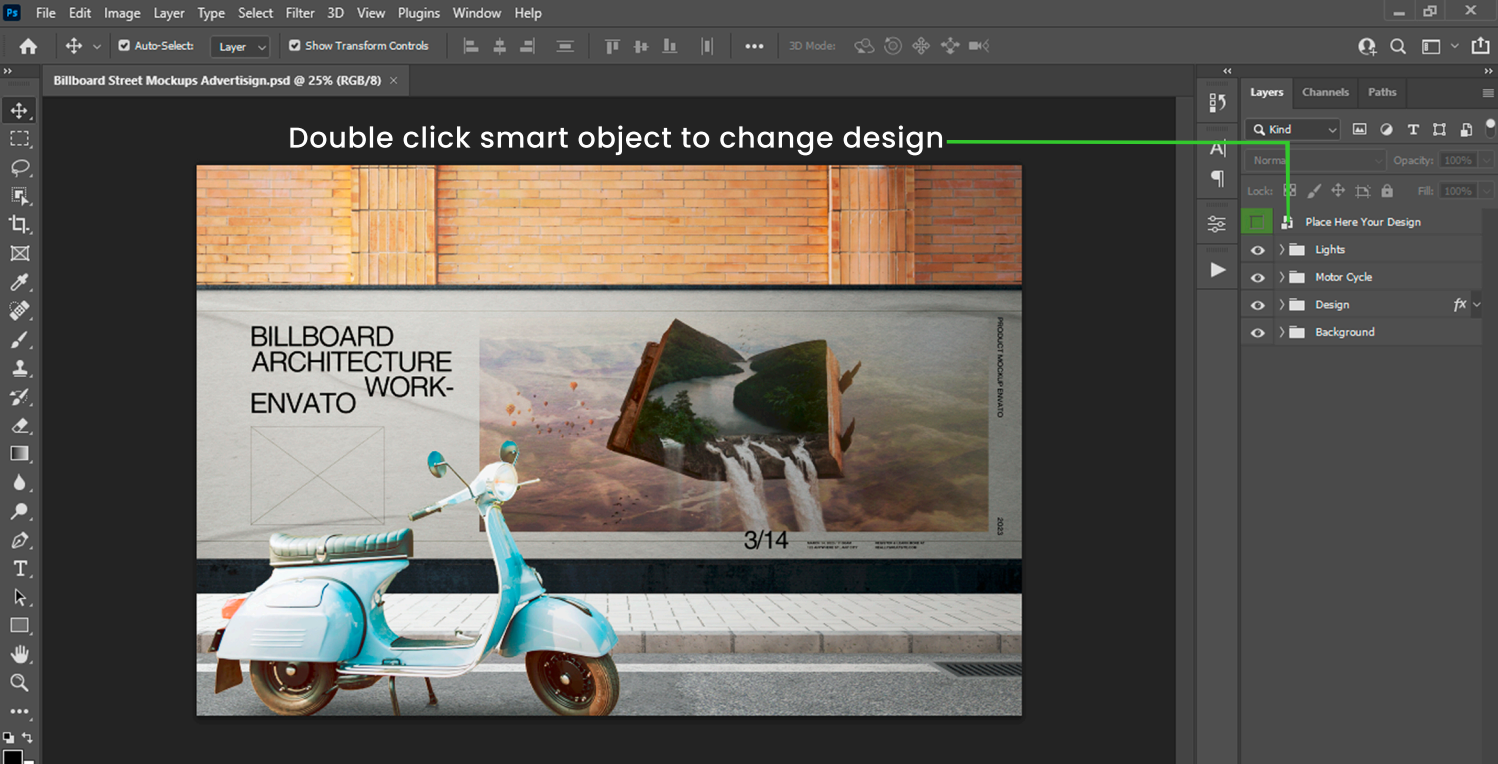 Ps File Edit Image Layer Type Select Filter 3D View Plugins Window Help
Auto-Select: Layer Show Transform Controls 3D Mode:
Billboard Street Mockups Advertisign.psd @ 25% (RGB/8) ×
Layers Channels Paths
Double click smart object to change design
Kind
Normal Opacity: 100%
Lock: Fill: 100%
Place Here Your Design
Lights
Motor Cycle
Design fx
Background
BILLBOARD
ARCHITECTURE
WORK-
ENVATO
PRODUCT MOCKUP ENVATO
2023
3/14